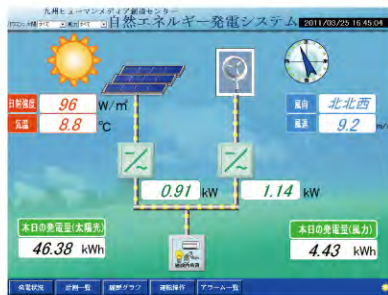 九州ヒューマンメディア創造センター
自然エネルギー発電システム 2011/03/25 16:45:04
日射強度 96 W/㎡
気温 8.8 ℃
風向 北北西
風速 9.2 m/s
0.91 kW
1.14 kW
本日の発電量(太陽光)
46.38 kWh
本日の発電量(風力)
4.43 kWh
発電状況 計測一覧 履歴グラフ 運転操作 アラーム一覧